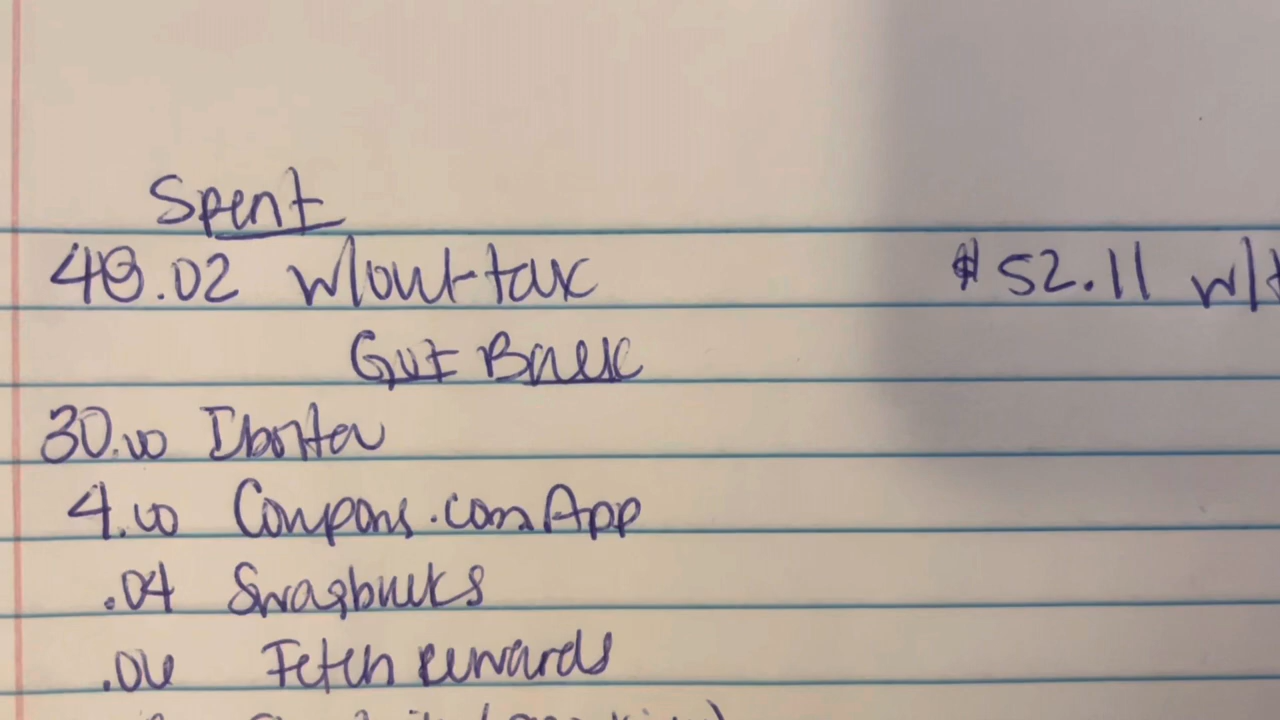 Spent
48.02 w/out tax $52.11 w/t
Got Back
30.00 Ibotta
4.00 Coupons.com App
.04 Swagbucks
.06 Fetch rewards